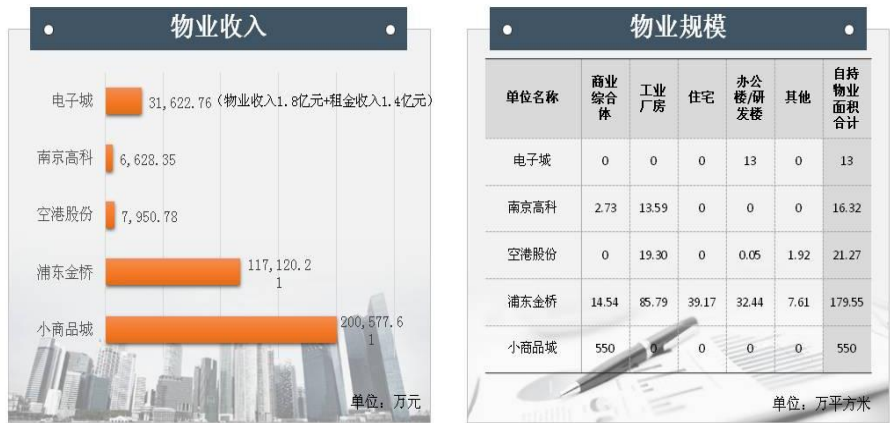 物业收入
电子城
31,622.76（物业收入1.8亿元+租金收入1.4亿元）
南京高科
6,628.35
空港股份
7,950.78
浦东金桥
117,120.2
1
小商品城
200,577.6
1
单位：万元
物业规模
单位名称 商业 工业 住宅 办公 其他 自持
综合 厂房 楼/研 物业
体 发楼 面积
合计
电子城 0 0 0 13 0 13
南京高科 2.73 13.59 0 0 0 16.32
空港股份 0 19.30 0 0.05 1.92 21.27
浦东金桥 14.54 85.79 39.17 32.44 7.61 179.55
小商品城 550 0 0 0 0 550
单位：万平方米